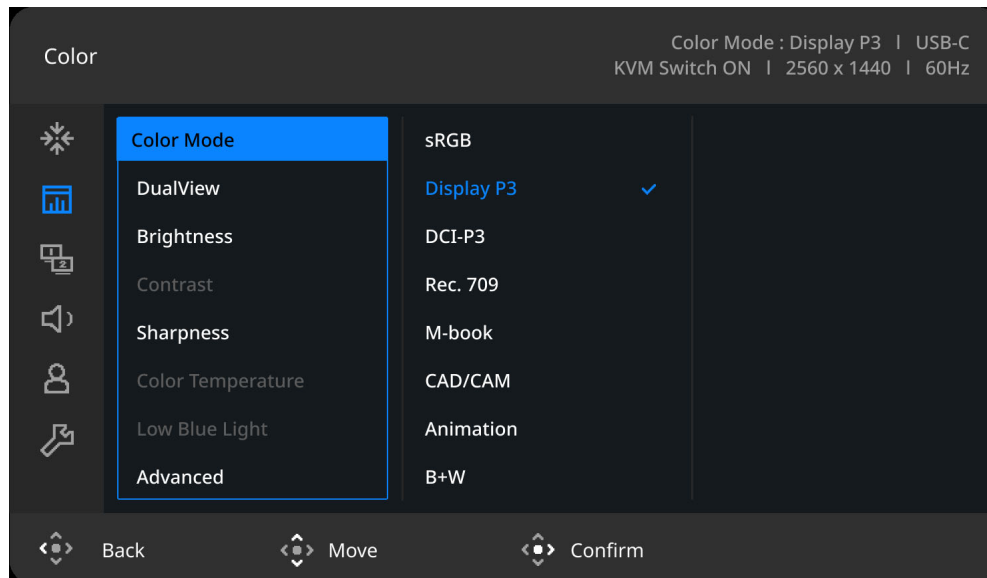 Color
Color Mode : Display P3 I USB-C
KVM Switch ON I 2560 x 1440 I 60Hz
Color Mode
DualView
Brightness
Contrast
Sharpness
Color Temperature
Low Blue Light
Advanced
sRGB
Display P3
DCI-P3
Rec. 709
M-book
CAD/CAM
Animation
B+W
1
2
Back
Move
Confirm